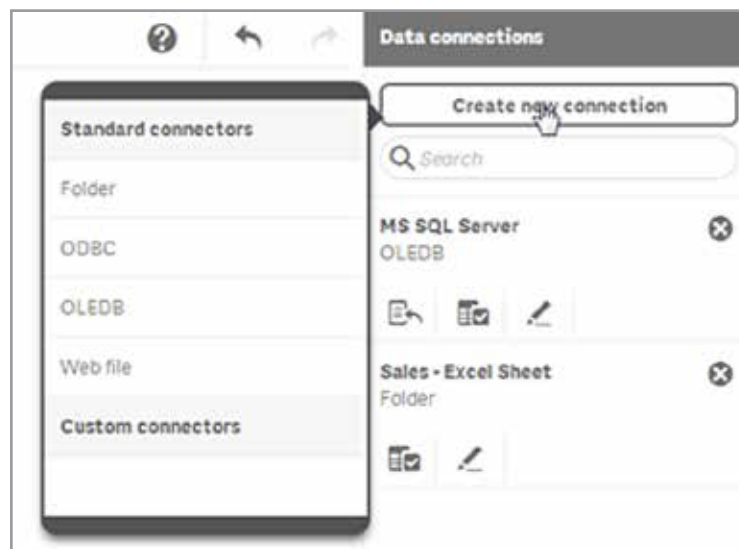 Data connections
Create new connection
Search
Standard connectors
Folder
ODBC
OLEDB
Web file
Custom connectors
MS SQL Server
OLEDB
Sales - Excel Sheet
Folder